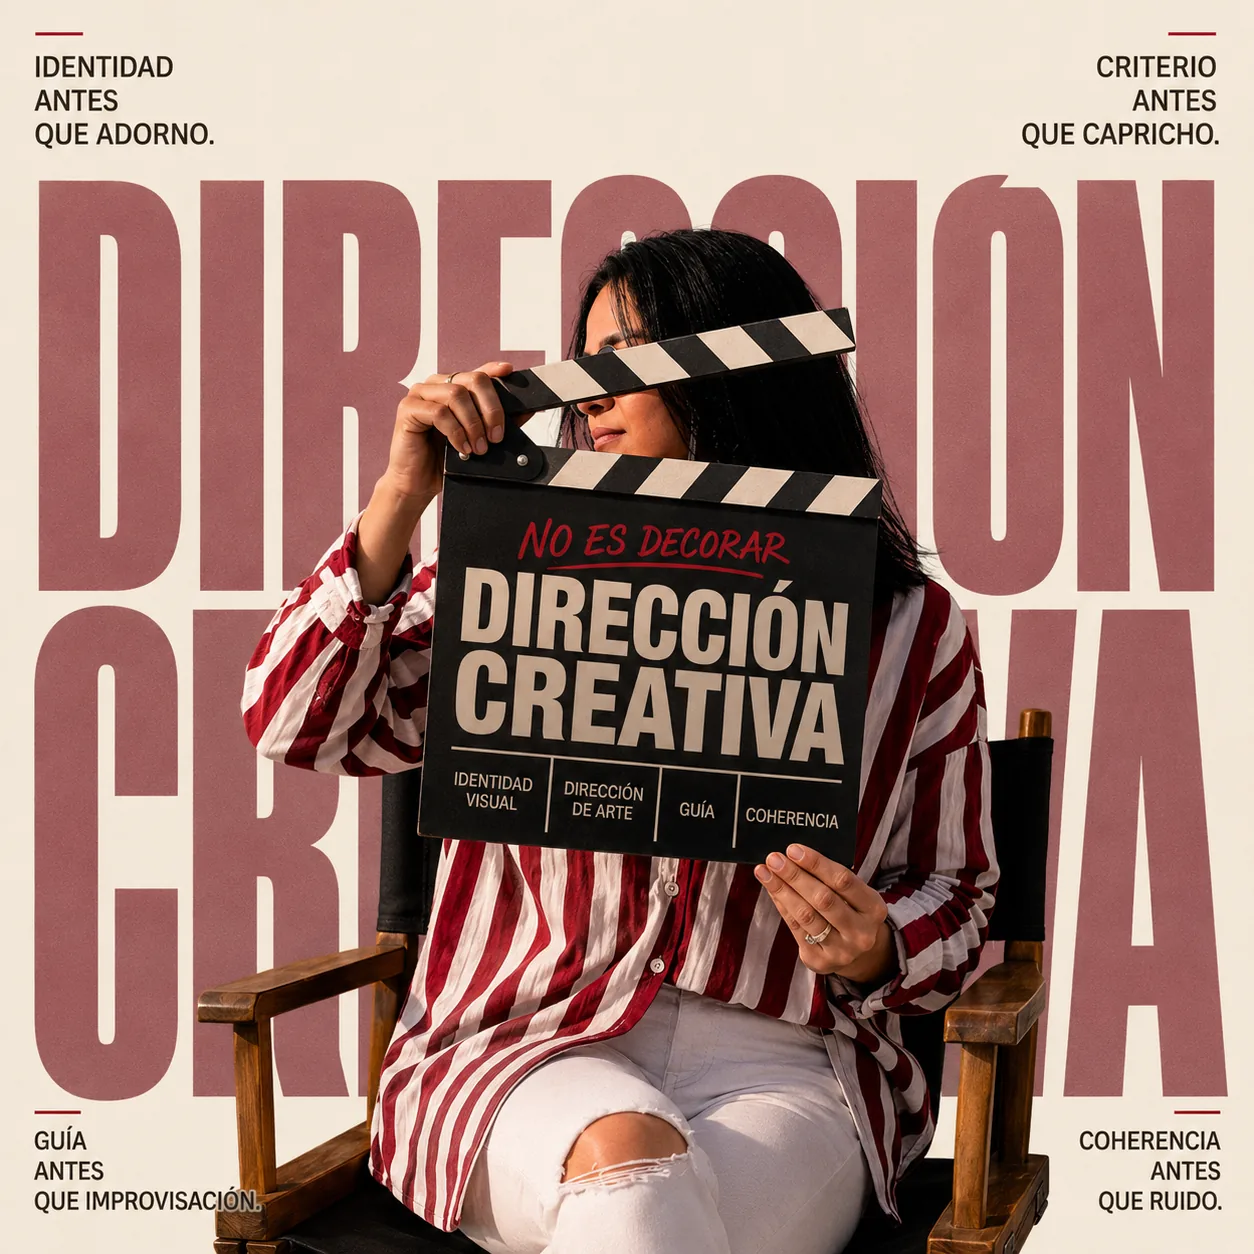 IDENTIDAD
ANTES
QUE ADORNO.
CRITERIO
ANTES
QUE CAPRICHO.
DIRECCIÓN
CREATIVA
NO ES DECORAR
DIRECCIÓN
CREATIVA
IDENTIDAD
VISUAL
DIRECCIÓN
DE ARTE
GUÍA
COHERENCIA
GUÍA
ANTES
QUE IMPROVISACIÓN.
COHERENCIA
ANTES
QUE RUIDO.